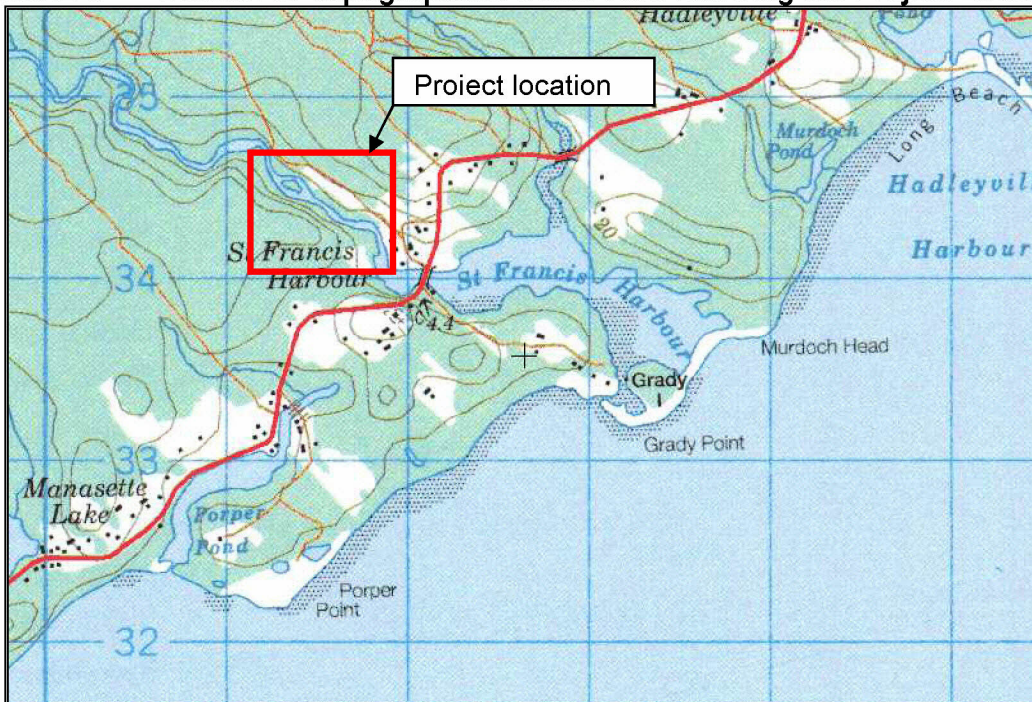 Hadleyville
Pond
35
Project location
Long Beach
Murdoch
Pond
Hadleyvil
Harbour
20
St Francis
Harbour
34
St Francis
Harbour
4.4
Murdoch Head
Grady
Grady Point
33
Manasette
Lake
Porper
Pond
Porper
Point
32